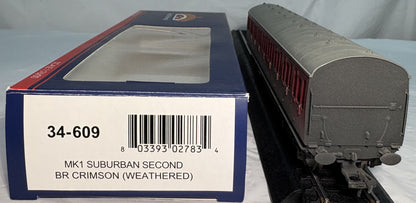 34-609
8 03393 02783 4
MK1 SUBURBAN SECOND
BR CRIMSON (WEATHERED)